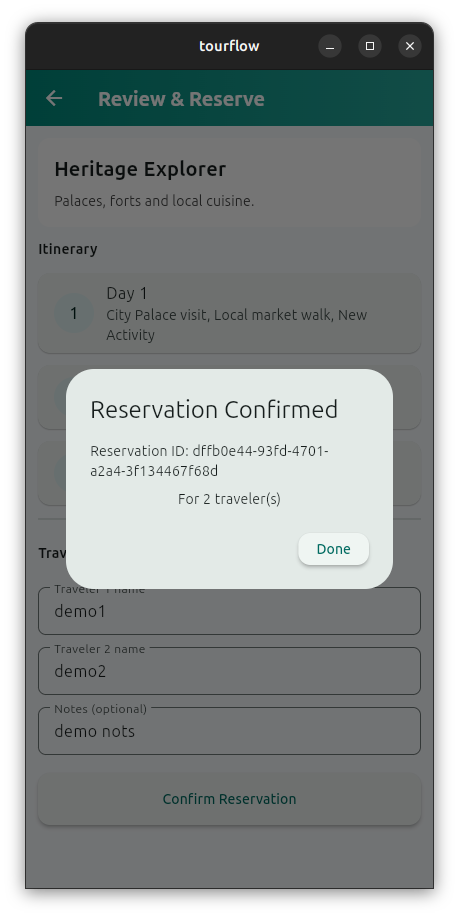 tourflow
Review & Reserve
Heritage Explorer
Palaces, forts and local cuisine.
Itinerary
1
Day 1
City Palace visit, Local market walk, New
Activity
Reservation Confirmed
Reservation ID: dffb0e44-93fd-4701-
a2a4-3f134467f68d
For 2 traveler(s)
Done
Traveler 1 name
demo1
Traveler 2 name
demo2
Notes (optional)
demo nots
Confirm Reservation